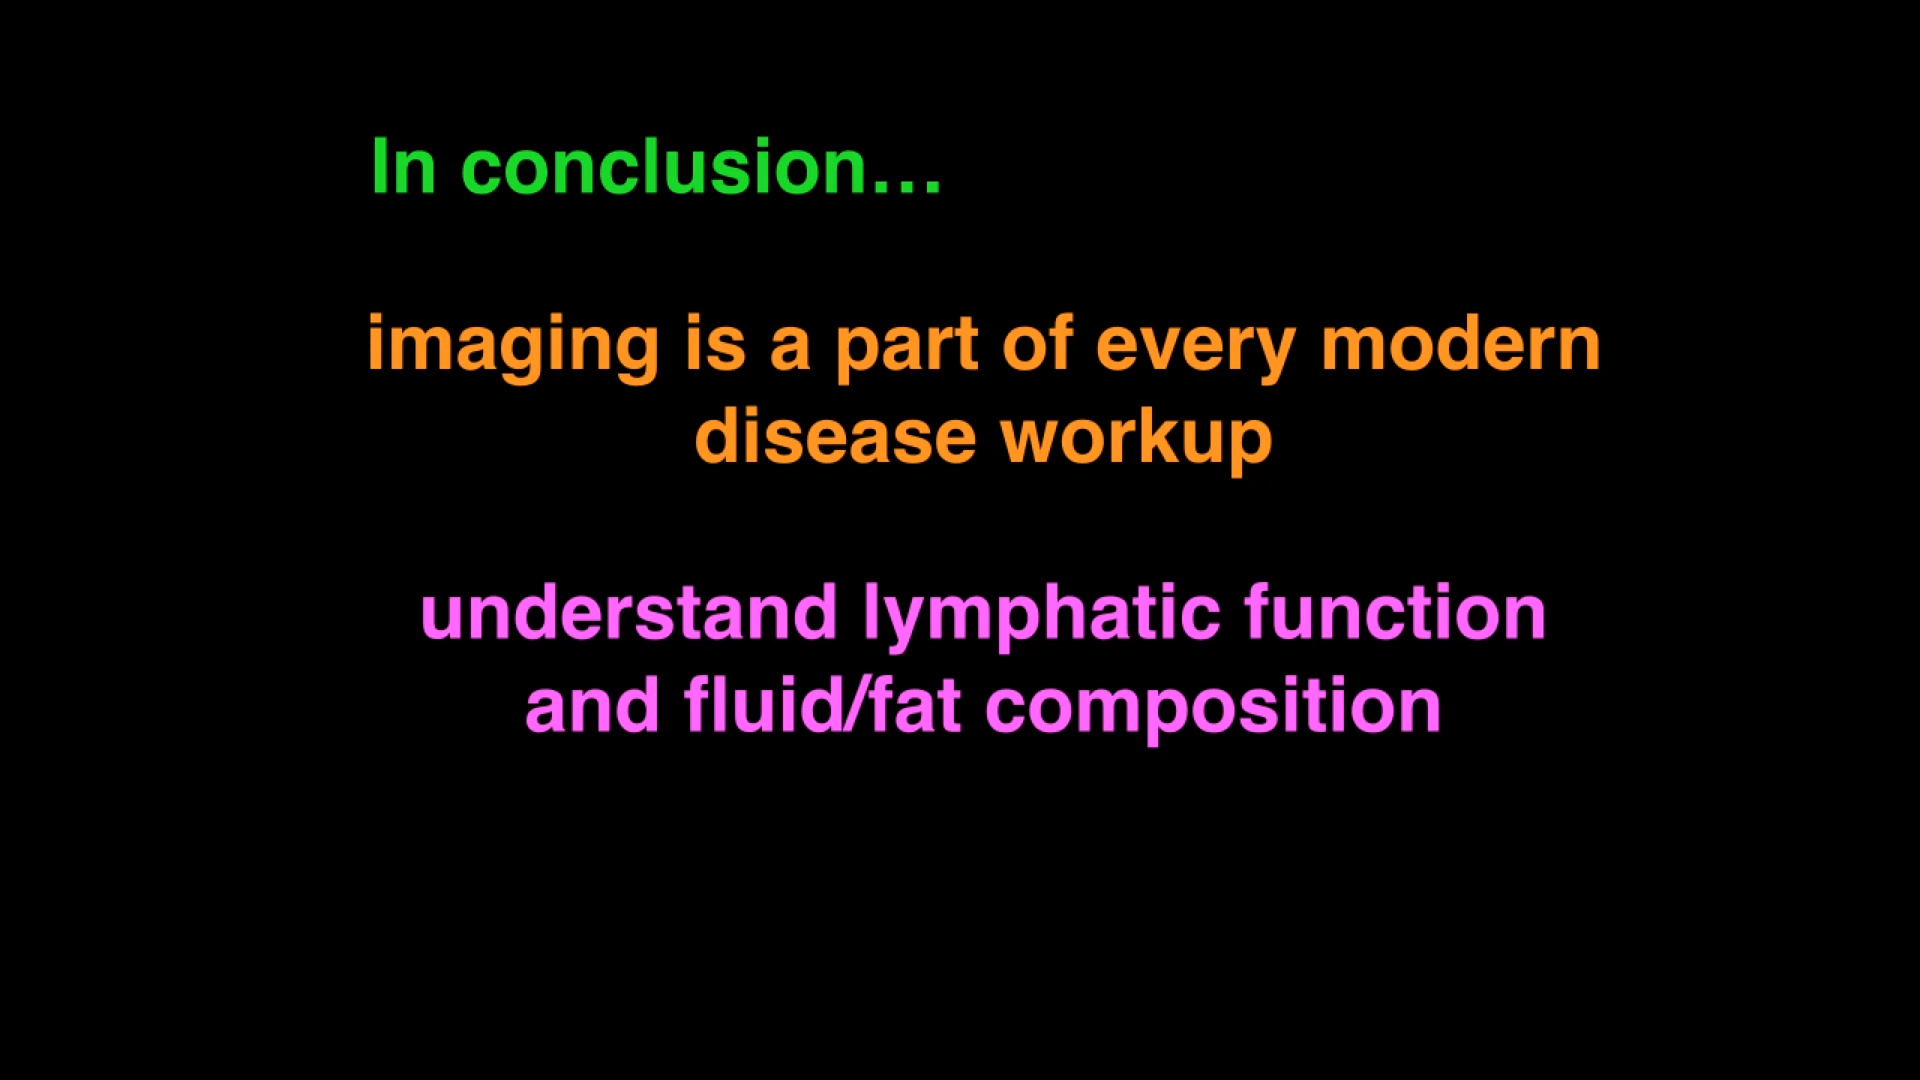 In conclusion…
imaging is a part of every modern
disease workup
understand lymphatic function
and fluid/fat composition